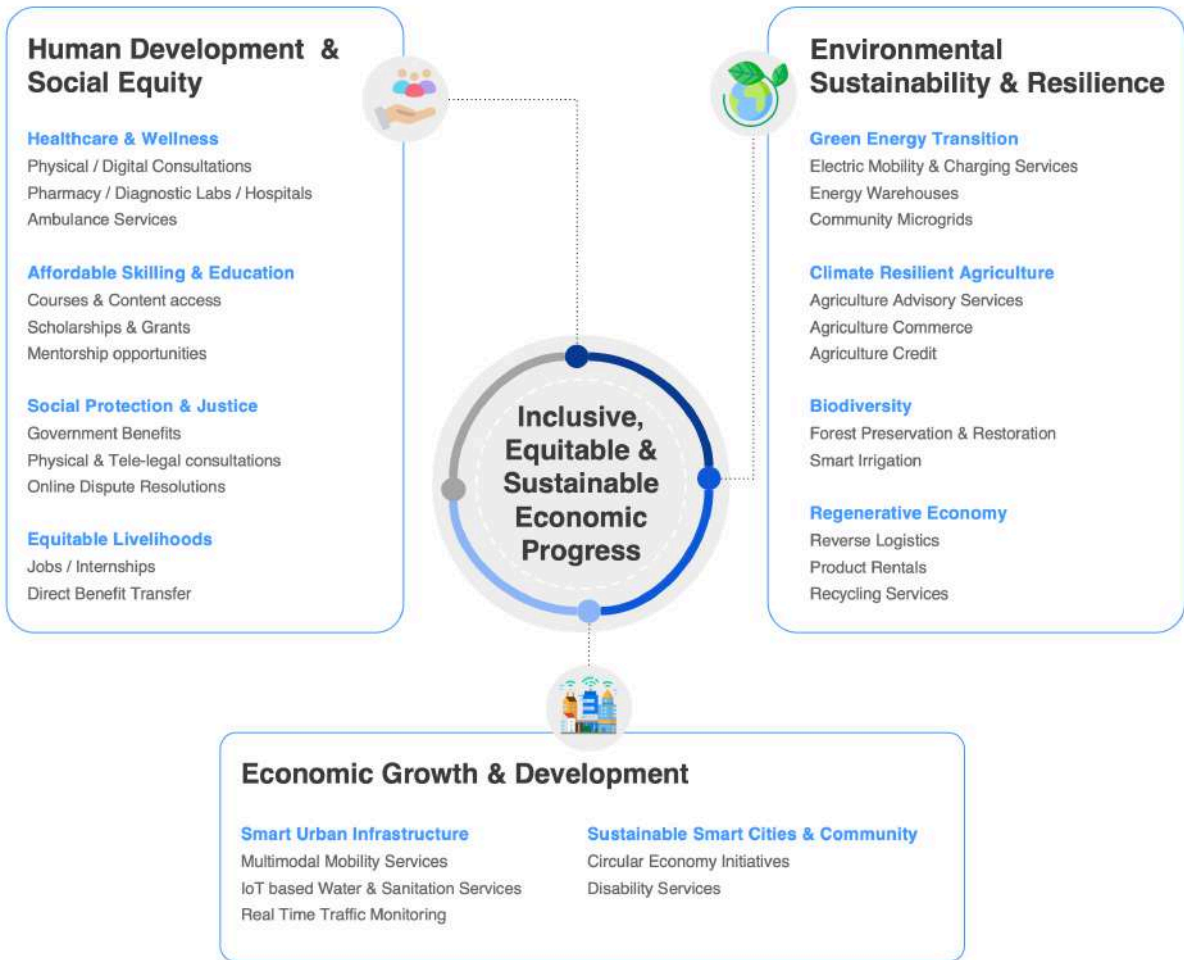 Human Development &
Social Equity
Healthcare & Wellness
Physical / Digital Consultations
Pharmacy / Diagnostic Labs / Hospitals
Ambulance Services
Affordable Skilling & Education
Courses & Content access
Scholarships & Grants
Mentorship opportunities
Social Protection & Justice
Government Benefits
Physical & Tele-legal consultations
Online Dispute Resolutions
Equitable Livelihoods
Jobs / Internships
Direct Benefit Transfer
Inclusive,
Equitable &
Sustainable
Economic
Progress
Environmental
Sustainability & Resilience
Green Energy Transition
Electric Mobility & Charging Services
Energy Warehouses
Community Microgrids
Climate Resilient Agriculture
Agriculture Advisory Services
Agriculture Commerce
Agriculture Credit
Biodiversity
Forest Preservation & Restoration
Smart Irrigation
Regenerative Economy
Reverse Logistics
Product Rentals
Recycling Services
Economic Growth & Development
Smart Urban Infrastructure
Multimodal Mobility Services
IoT based Water & Sanitation Services
Real Time Traffic Monitoring
Sustainable Smart Cities & Community
Circular Economy Initiatives
Disability Services